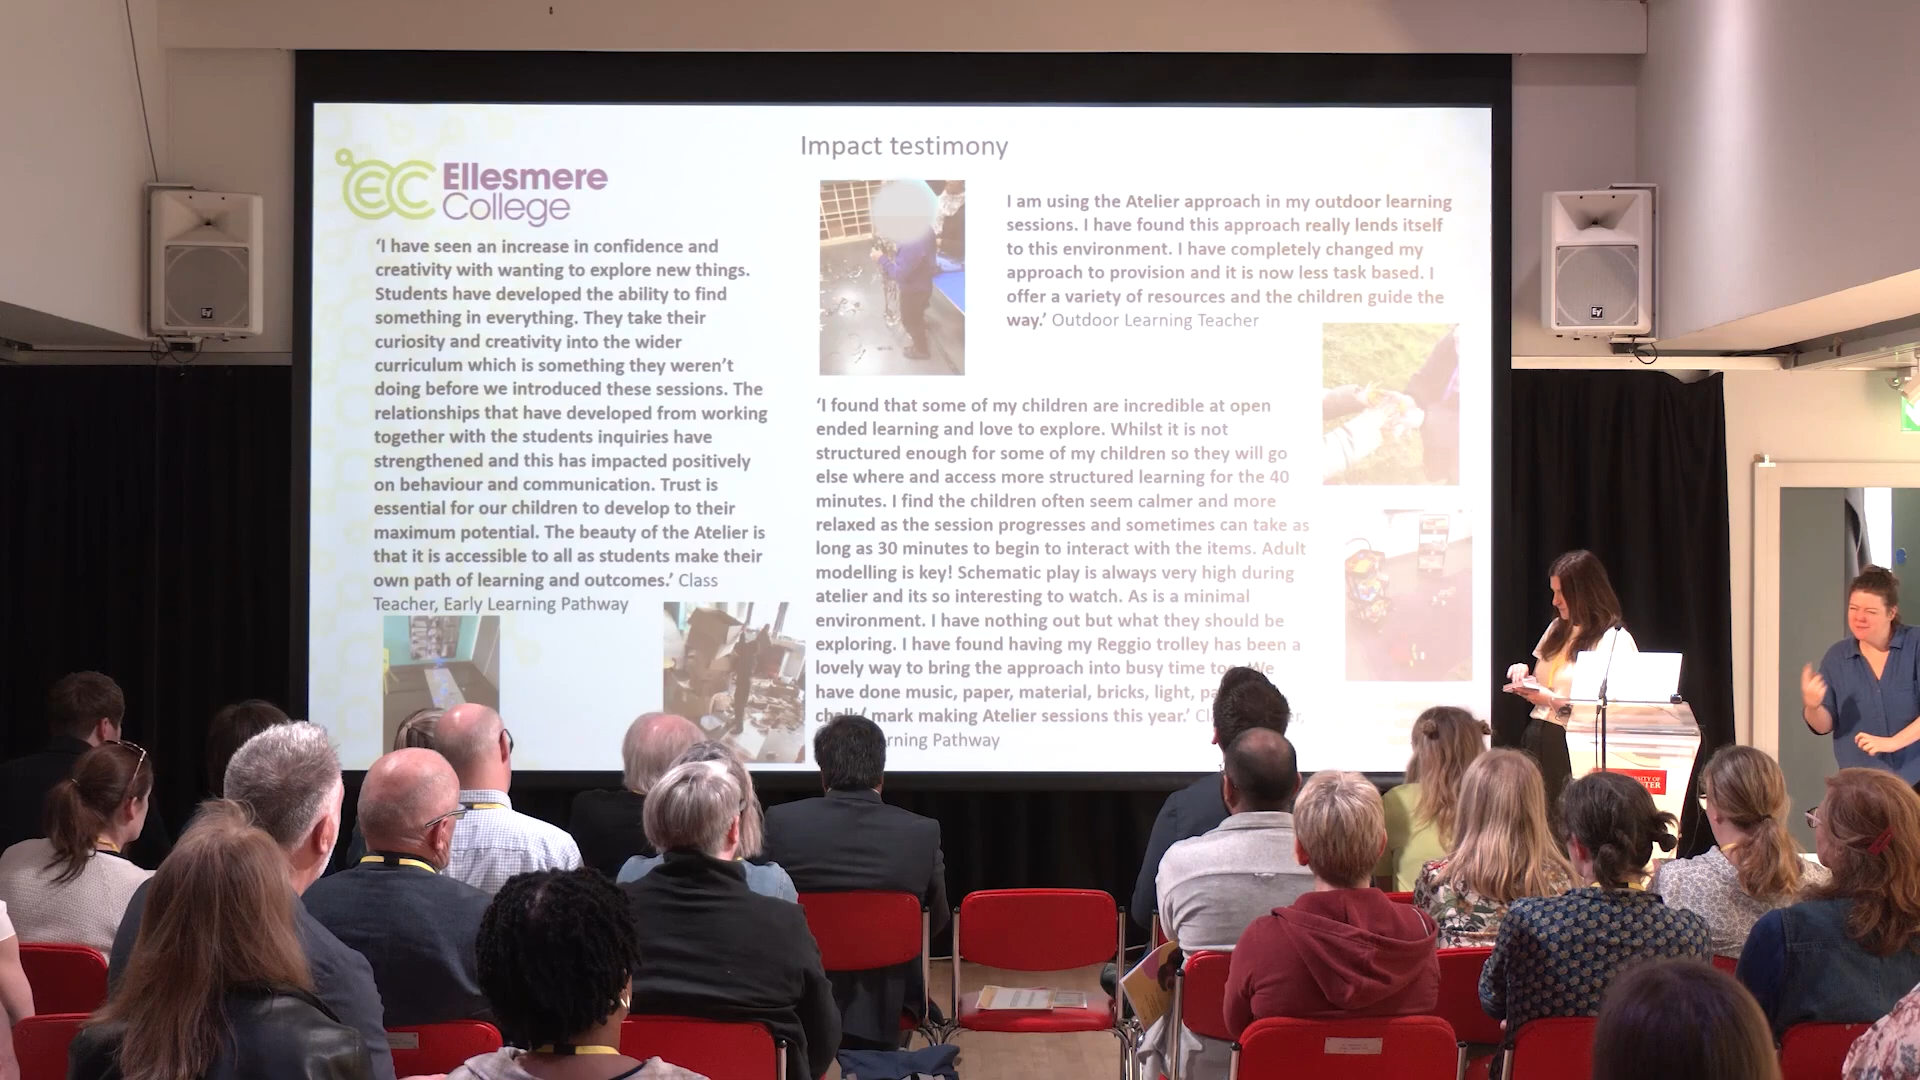 Impact testimony
Ellesmere
College
‘I have seen an increase in confidence and
creativity with wanting to explore new things.
Students have developed the ability to find
something in everything. They take their
curiosity and creativity into the wider
curriculum which is something they weren’t
doing before we introduced these sessions. The
relationships that have developed from working
together with the students inquiries have
strengthened and this has impacted positively
on behaviour and communication. Trust is
essential for our children to develop to their
maximum potential. The beauty of the Atelier is
that it is accessible to all as students make their
own path of learning and outcomes.’ Class
Teacher, Early Learning Pathway
I am using the Atelier approach in my outdoor learning
sessions. I have found this approach really lends itself
to this environment. I have completely changed my
approach to provision and it is now less task based. I
offer a variety of resources and the children guide the
way.’ Outdoor Learning Teacher
‘I found that some of my children are incredible at open
ended learning and love to explore. Whilst it is not
structured enough for some of my children so they will go
else where and access more structured learning for the 40
minutes. I find the children often seem calmer and more
relaxed as the session progresses and sometimes can take as
long as 30 minutes to begin to interact with the items. Adult
modelling is key! Schematic play is always very high during
atelier and its so interesting to watch. As is a minimal
environment. I have nothing out but what they should be
exploring. I have found having my Reggio trolley has been a
lovely way to bring the approach into busy time too. We
have done music, paper, material, bricks, light,
chalk/ mark making Atelier sessions this year.’
Pathway
EV
EV